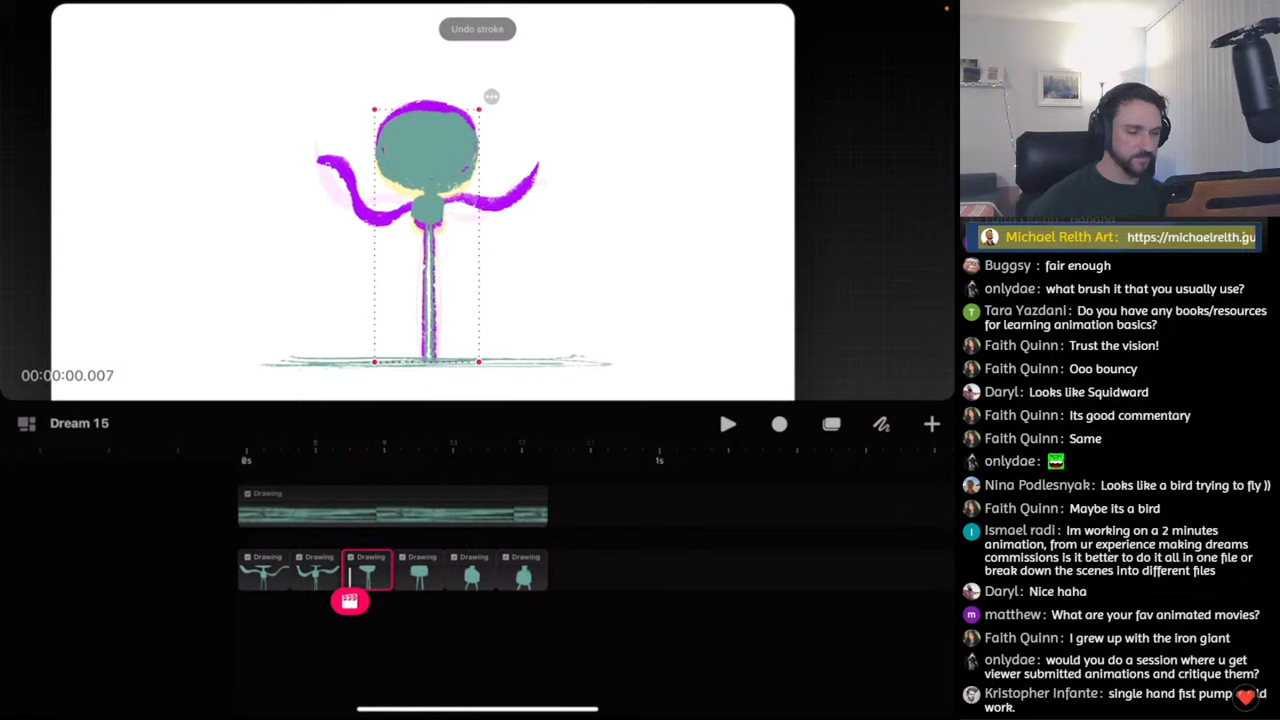 Undo stroke
Michael Relth Art: https://michaelrelth.gu
Buggsy : fair enough
onlydae: what brush it that you usually use?
Tara Yazdani: Do you have any books/resources
for learning animation basics?
Faith Quinn: Trust the vision!
Faith Quinn: Ooo bouncy
00:00:00.007
Daryl: Looks like Squidward
Faith Quinn: Its good commentary
Dream 15
Faith Quinn: Same
5 9 13 17 21
8s 1s
onlydae:
Nina Podlesnyak: Looks like a bird trying to fly ))
Drawing
Faith Quinn: Maybe its a bird
Ismael radi: Im working on a 2 minutes
animation, from ur experience making dreams
commissions is it better to do it all in one file or
break down the scenes into different files
Drawing Drawing Drawing Drawing Drawing Drawing
Daryl: Nice haha
matthew: What are your fav animated movies?
Faith Quinn: I grew up with the iron giant
onlydae: would you do a session where u get
viewer submitted animations and critique them?
Kristopher Infante: single hand fist pump
work.